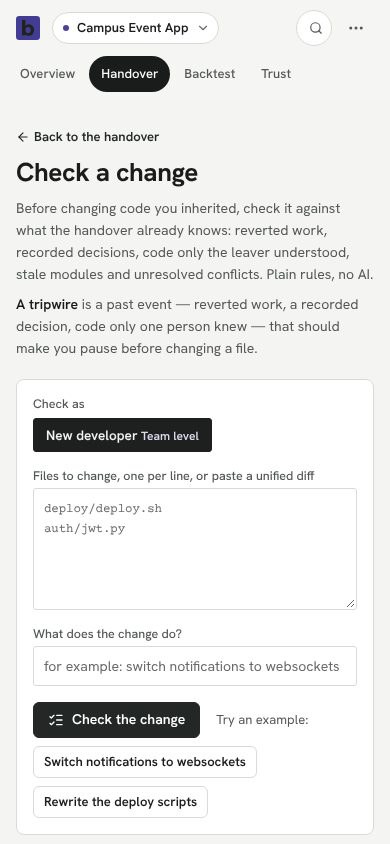 b
Campus Event App
Overview
Handover
Backtest
Trust
Back to the handover
Check a change
Before changing code you inherited, check it against
what the handover already knows: reverted work,
recorded decisions, code only the leaver understood,
stale modules and unresolved conflicts. Plain rules, no AI.
A tripwire is a past event — reverted work, a recorded
decision, code only one person knew — that should
make you pause before changing a file.
Check as
New developer Team level
Files to change, one per line, or paste a unified diff
deploy/deploy.sh
auth/jwt.py
What does the change do?
for example: switch notifications to websockets
Check the change
Try an example:
Switch notifications to websockets
Rewrite the deploy scripts